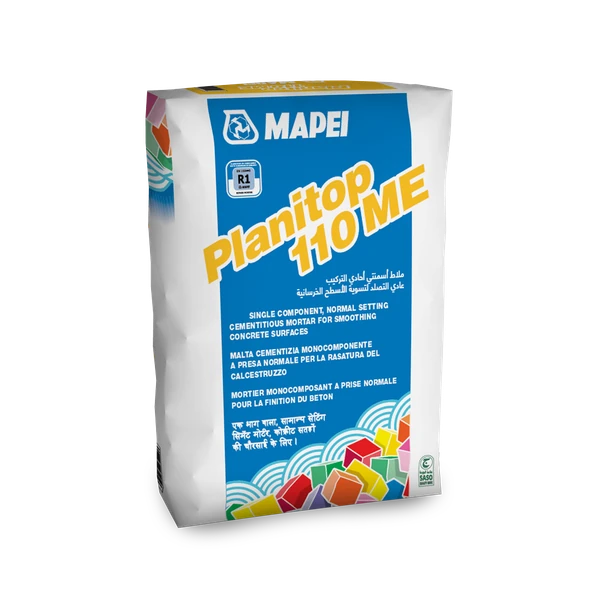 MAPEI
R1
Planitop
110 ME
ملاط أسمنتي أحادي التركيب
عادي التصلد لتسوية الأسطح الخرسانية
SINGLE COMPONENT, NORMAL SETTING
CEMENTITIOUS MORTAR FOR SMOOTHING
CONCRETE SURFACES
MALTA CEMENTIZIA MONOCOMPONENTE
A PRESA NORMALE PER LA RASATURA DEL
CALCESTRUZZO
MORTIER MONOCOMPOSANT A PRISE NORMALE
POUR LA FINITION DU BETON
एक भाग वाला, सामान्य सेटिंग
सिमेंट मोर्टर, कोंक्रीट सतहों
की चौरसाई के लिए।
SASO